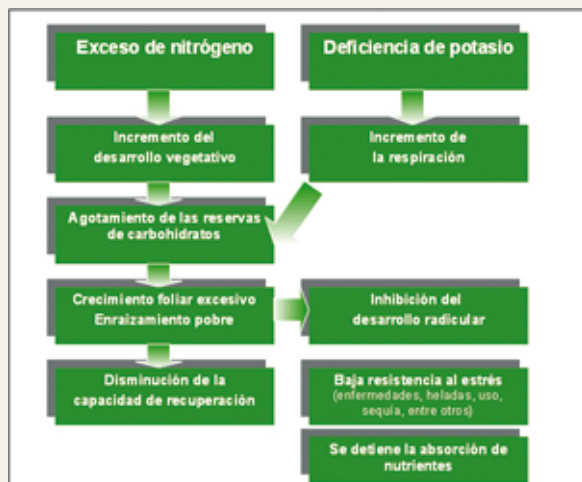 Exceso de nitrógeno
Deficiencia de potasio
Incremento del
desarrollo vegetativo
Incremento de
la respiración
Agotamiento de las reservas
de carbohidratos
Crecimiento foliar excesivo
Enraizamiento pobre
Inhibición del
desarrollo radicular
Disminución de la
capacidad de recuperación
Baja resistencia al estrés
(enfermedades, heladas, uso,
sequía, entre otros)
Se detiene la absorción de
nutrientes